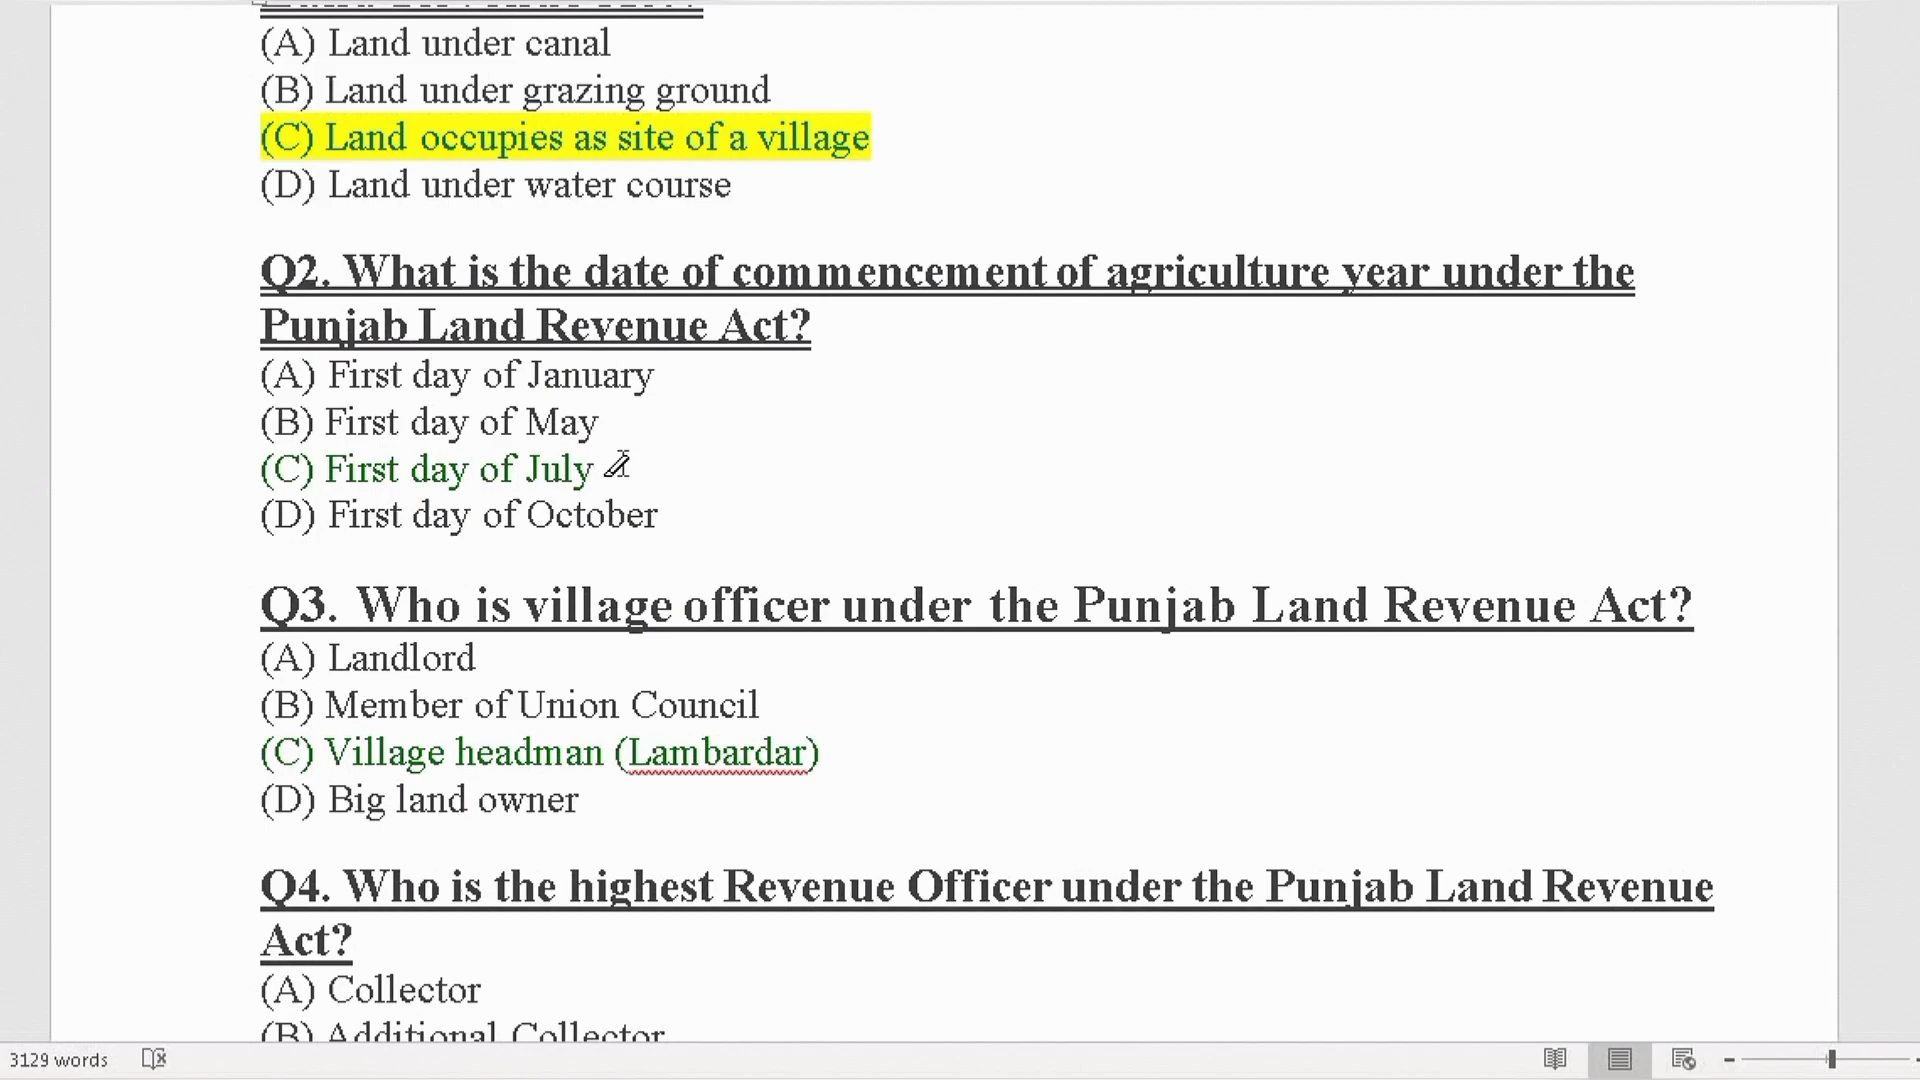 (A) Land under canal
(B) Land under grazing ground
(C) Land occupies as site of a village
(D) Land under water course
Q2. What is the date of commencement of agriculture year under the
Punjab Land Revenue Act?
(A) First day of January
(B) First day of May
(C) First day of July
(D) First day of October
Q3. Who is village officer under the Punjab Land Revenue Act?
(A) Landlord
(B) Member of Union Council
(C) Village headman (Lambardar)
(D) Big land owner
Q4. Who is the highest Revenue Officer under the Punjab Land Revenue
Act?
(A) Collector
(B) Additional Collector
3129 words